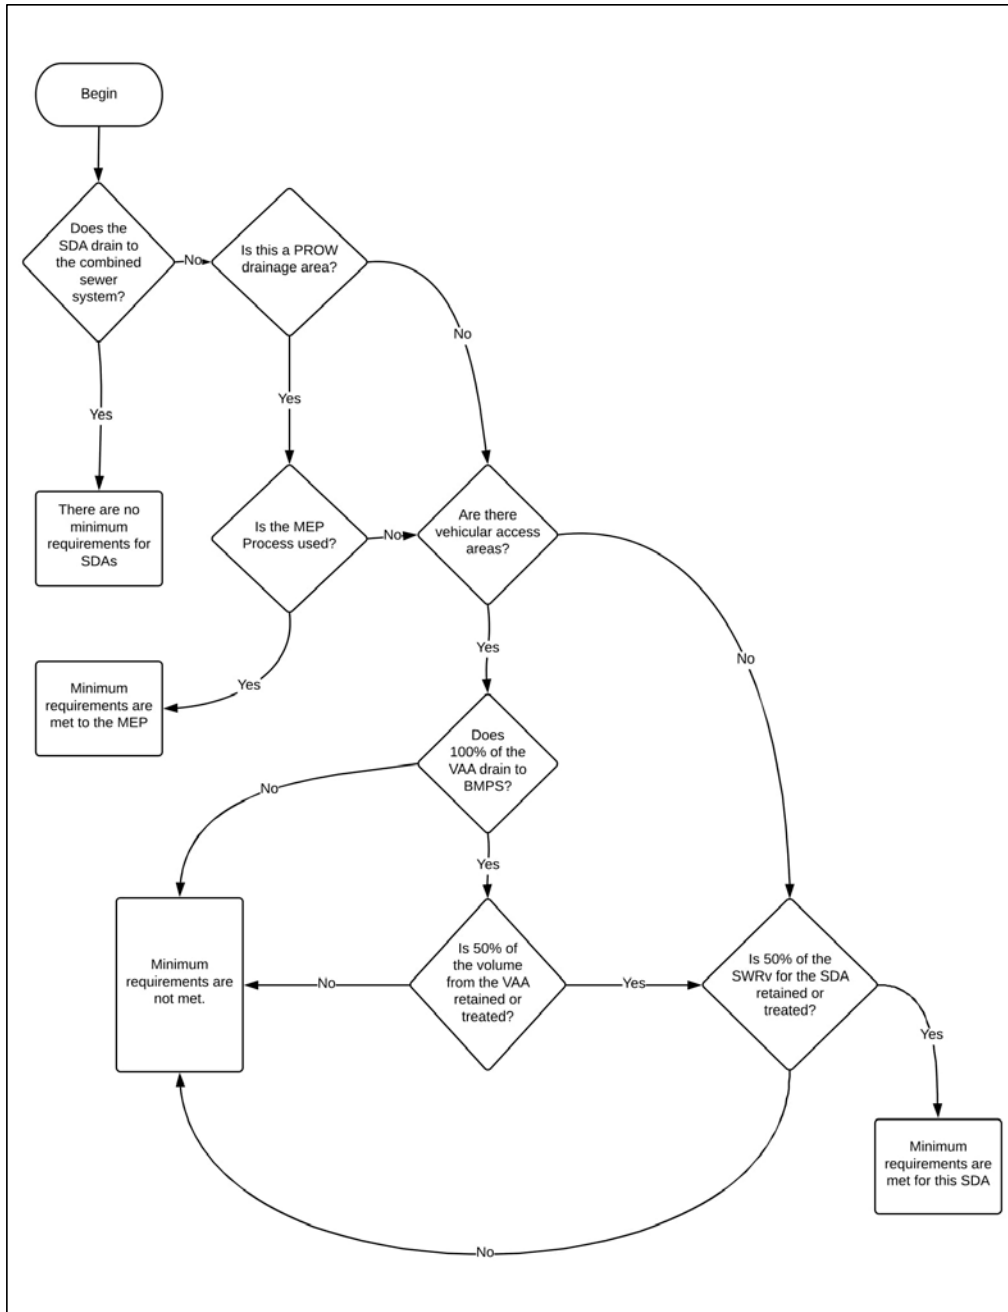 Begin
Does the
SDA drain to
the combined
sewer
system?
No
Is this a PROW
drainage area?
No
Yes
Yes
There are no
minimum
requirements for
SDAs
Is the MEP
Process used?
No
Are there
vehicular access
areas?
No
Yes
Yes
Minimum
requirements are
met to the MEP
Does
100% of the
VAA drain to
BMPS?
No
Yes
Minimum
requirements are
not met.
No
Is 50% of
the volume
from the VAA
retained or
treated?
Yes
Is 50% of the
SWRv for the SDA
retained or
treated?
Yes
Minimum
requirements are
met for this SDA
No